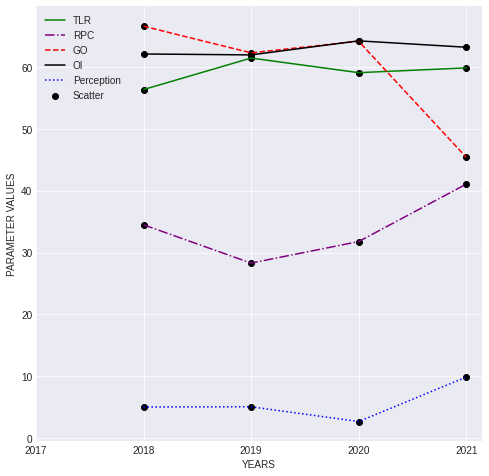 TLR
RPC
GO
OI
Perception
Scatter
60
50
40
30
20
10
0
PARAMETER VALUES
2017 2018 2019 2020 2021
YEARS